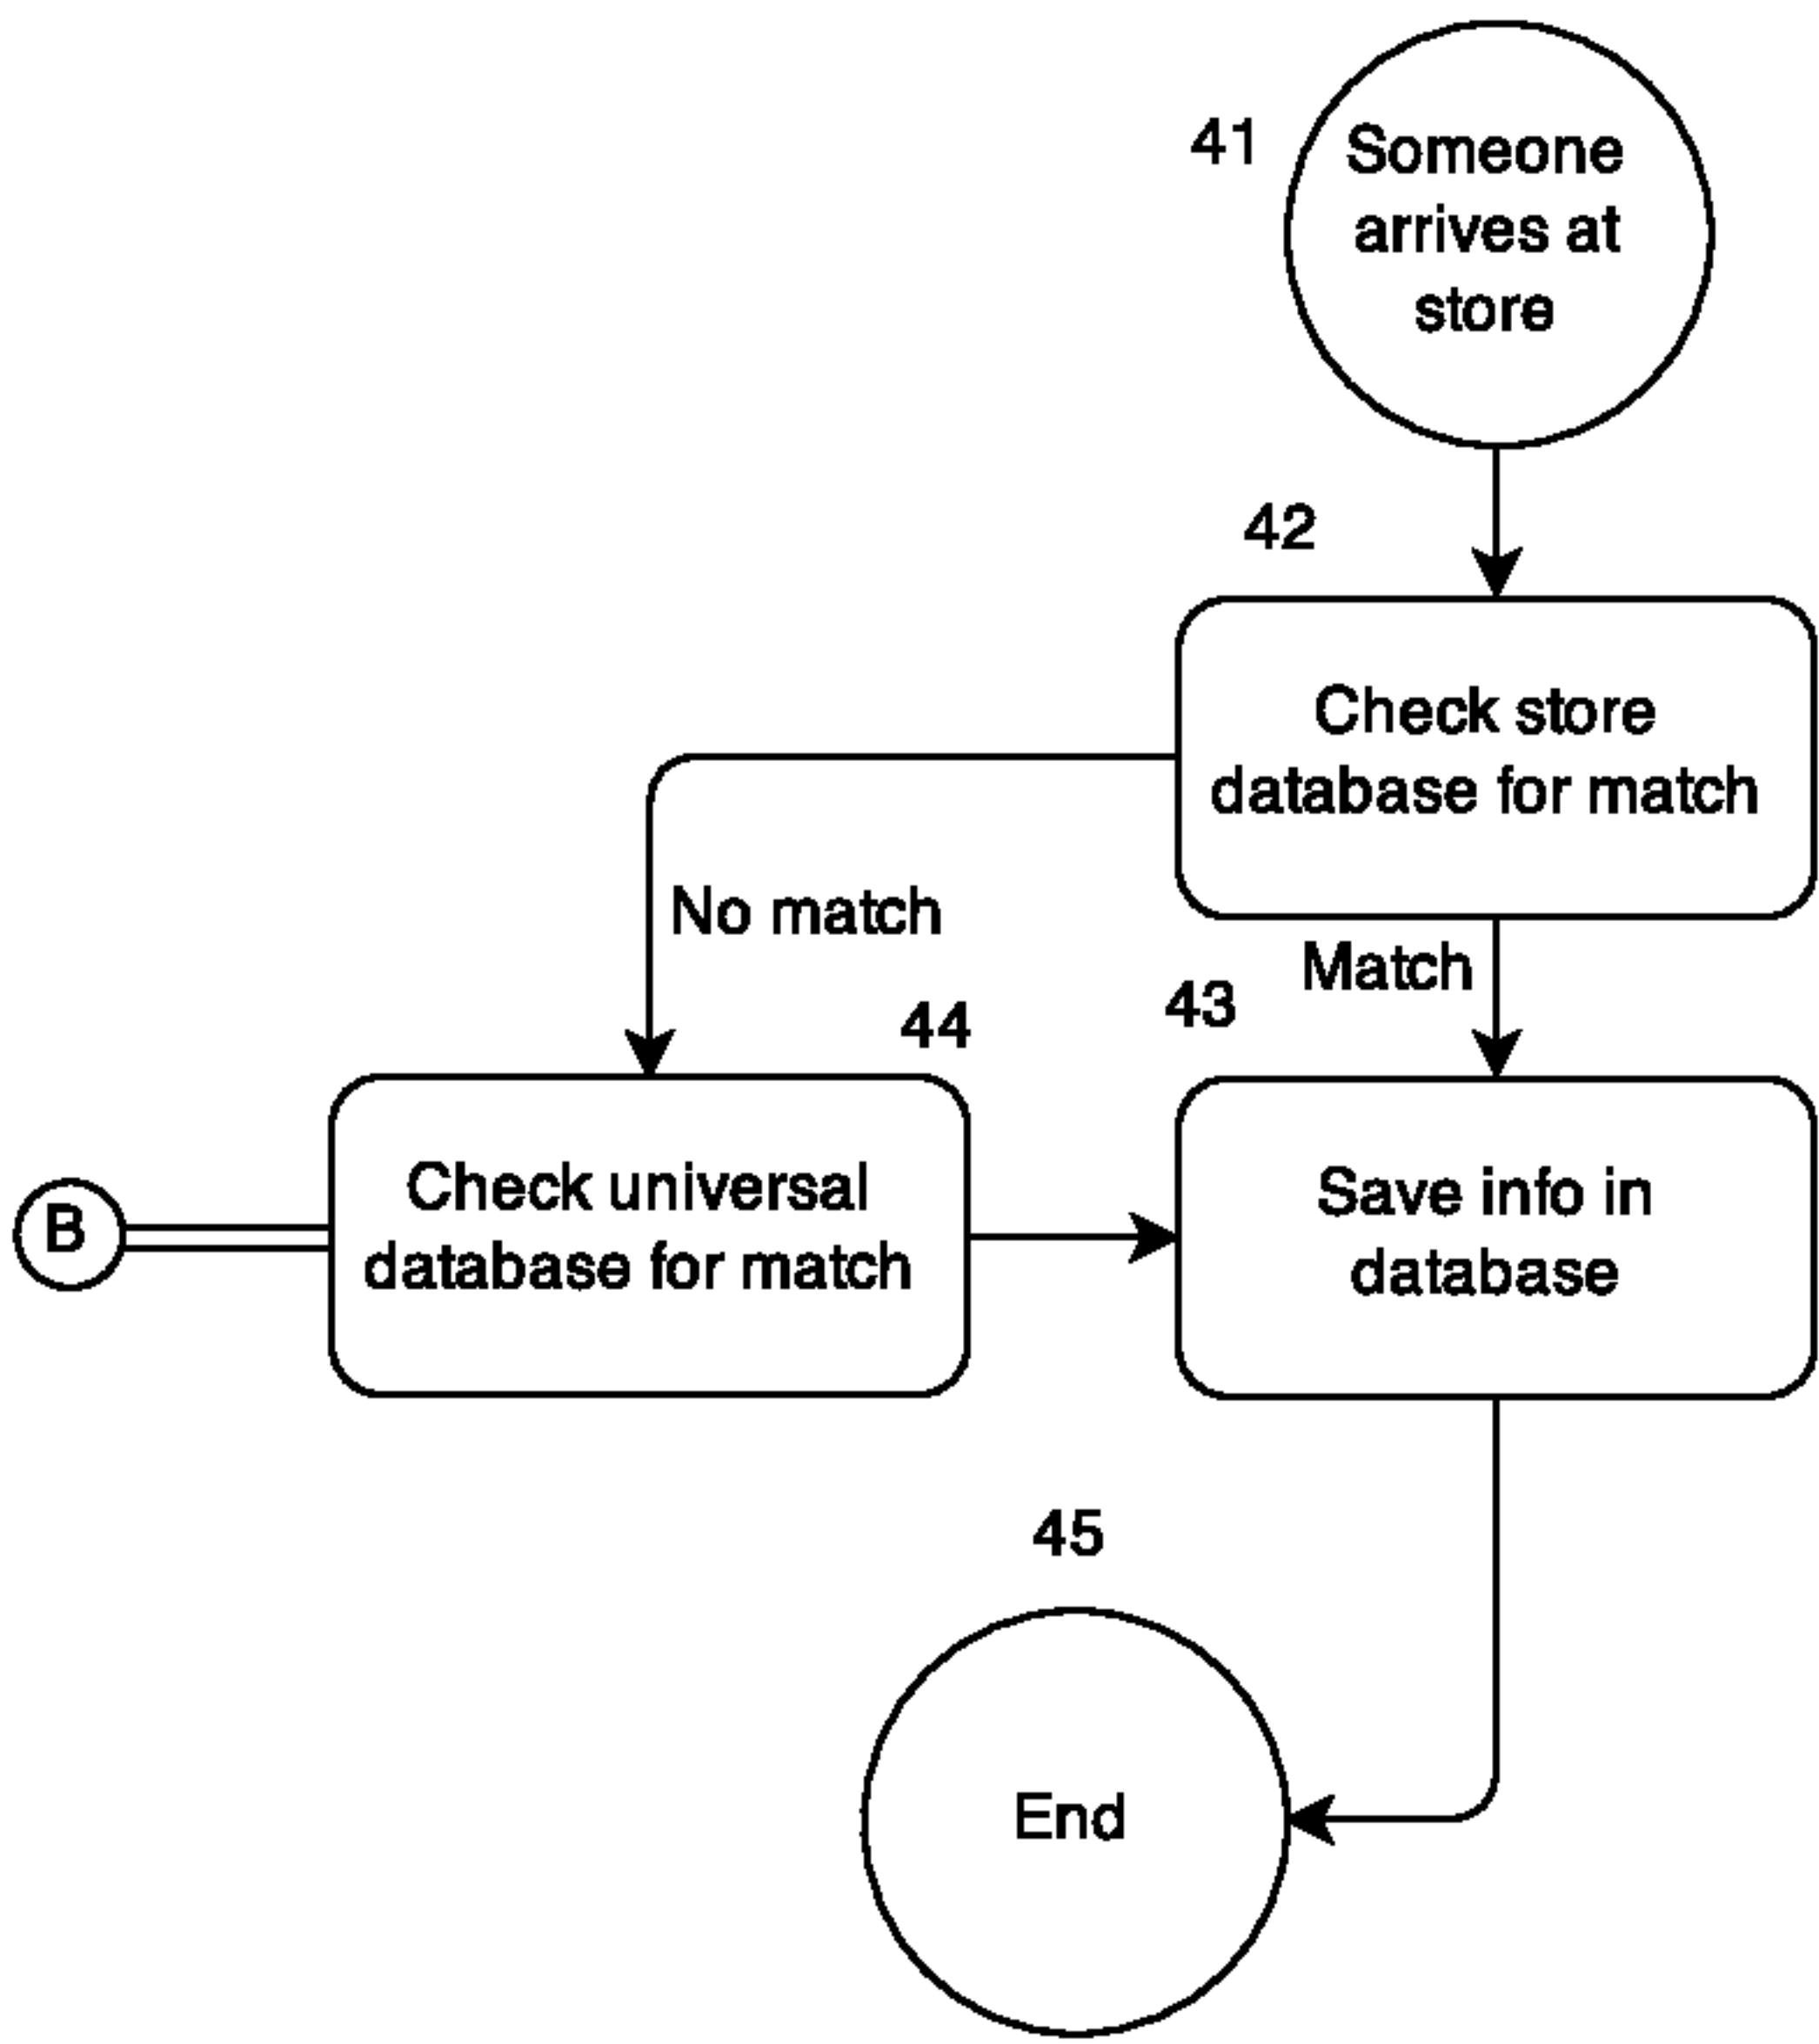 41
Someone
arrives at
store
42
Check store
database for match
No match
Match
44
43
B
Check universal
database for match
Save info in
database
45
End